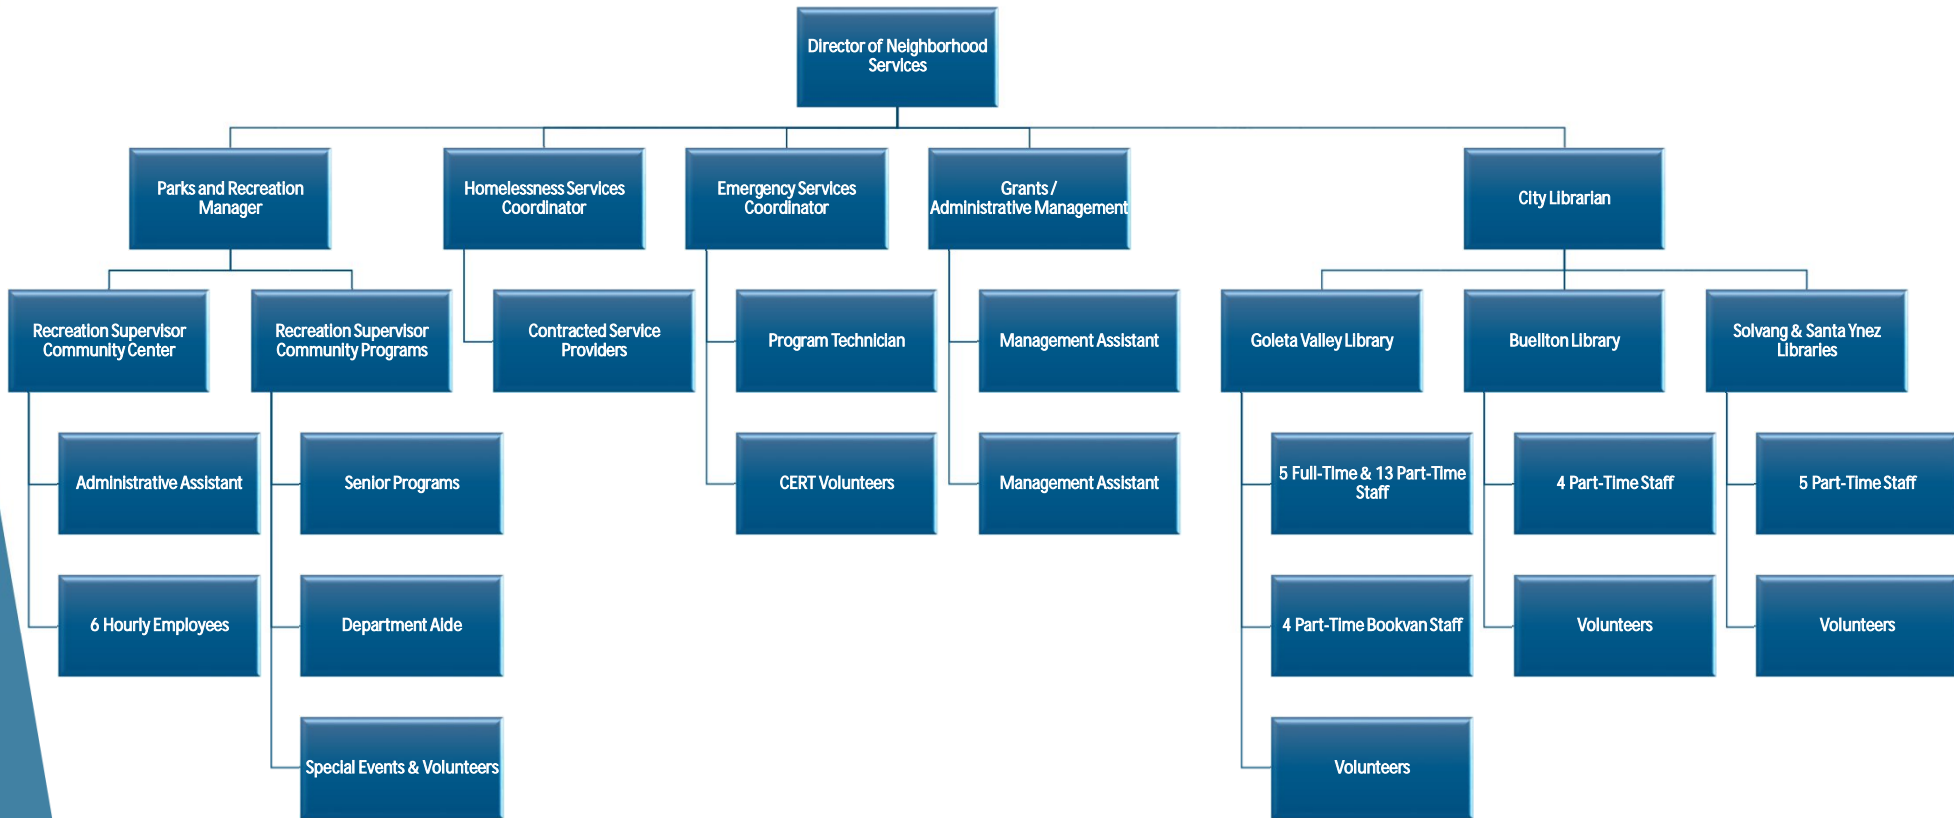 Director of Neighborhood
Services
Parks and Recreation
Manager
Homelessness Services
Coordinator
Emergency Services
Coordinator
Grants /
Administrative Management
City Librarian
Recreation Supervisor
Community Center
Recreation Supervisor
Community Programs
Contracted Service
Providers
Program Technician
Management Assistant
Goleta Valley Library
Buellton Library
Solvang & Santa Ynez
Libraries
Administrative Assistant
Senior Programs
CERT Volunteers
Management Assistant
5 Full-Time & 13 Part-Time
Staff
4 Part-Time Staff
5 Part-Time Staff
6 Hourly Employees
Department Aide
4 Part-Time Bookvan Staff
Volunteers
Volunteers
Special Events & Volunteers
Volunteers